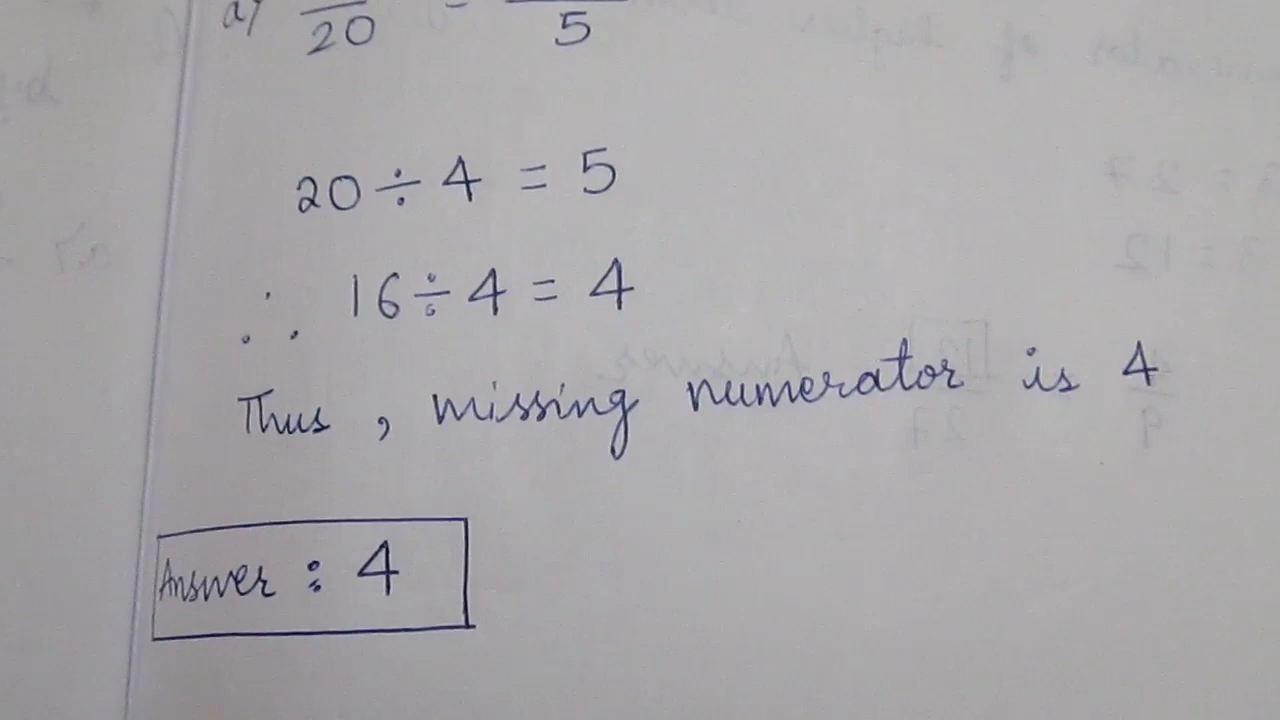 a) /20 = /5
20 ÷ 4 = 5
∴ 16 ÷ 4 = 4
Thus, missing numerator is 4
Answer : 4